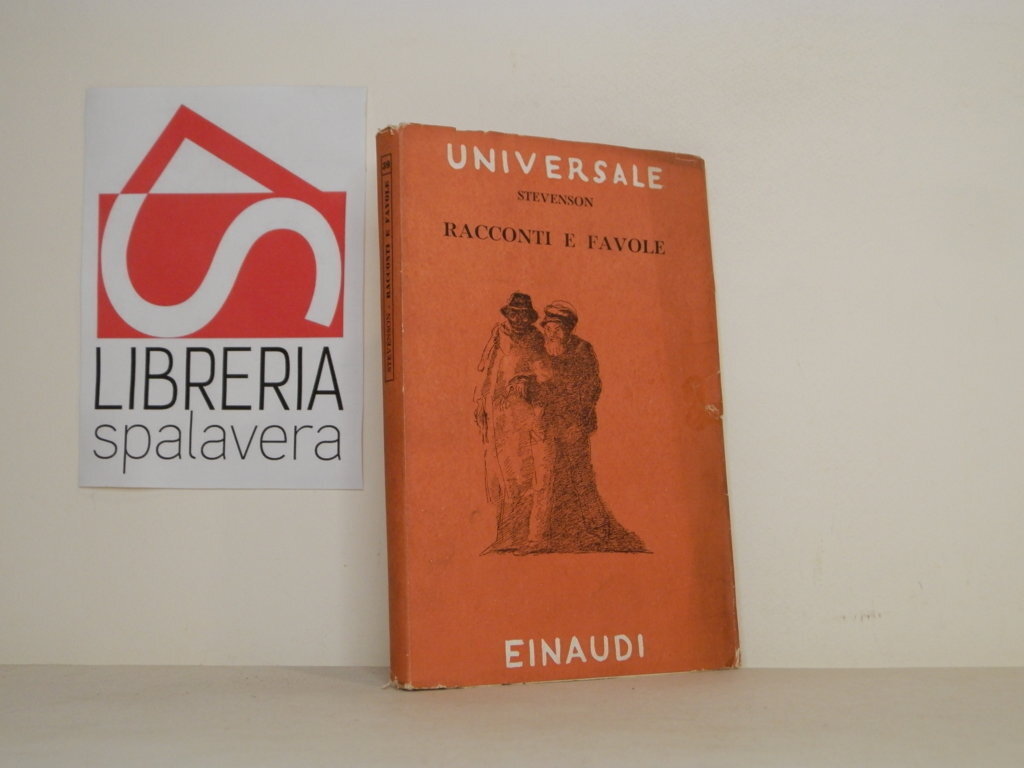 LIBRERIA
spalavera
STEVENSON - RACCONTI E FAVOLE
UNIVERSALE
STEVENSON
RACCONTI E FAVOLE
EINAUDI